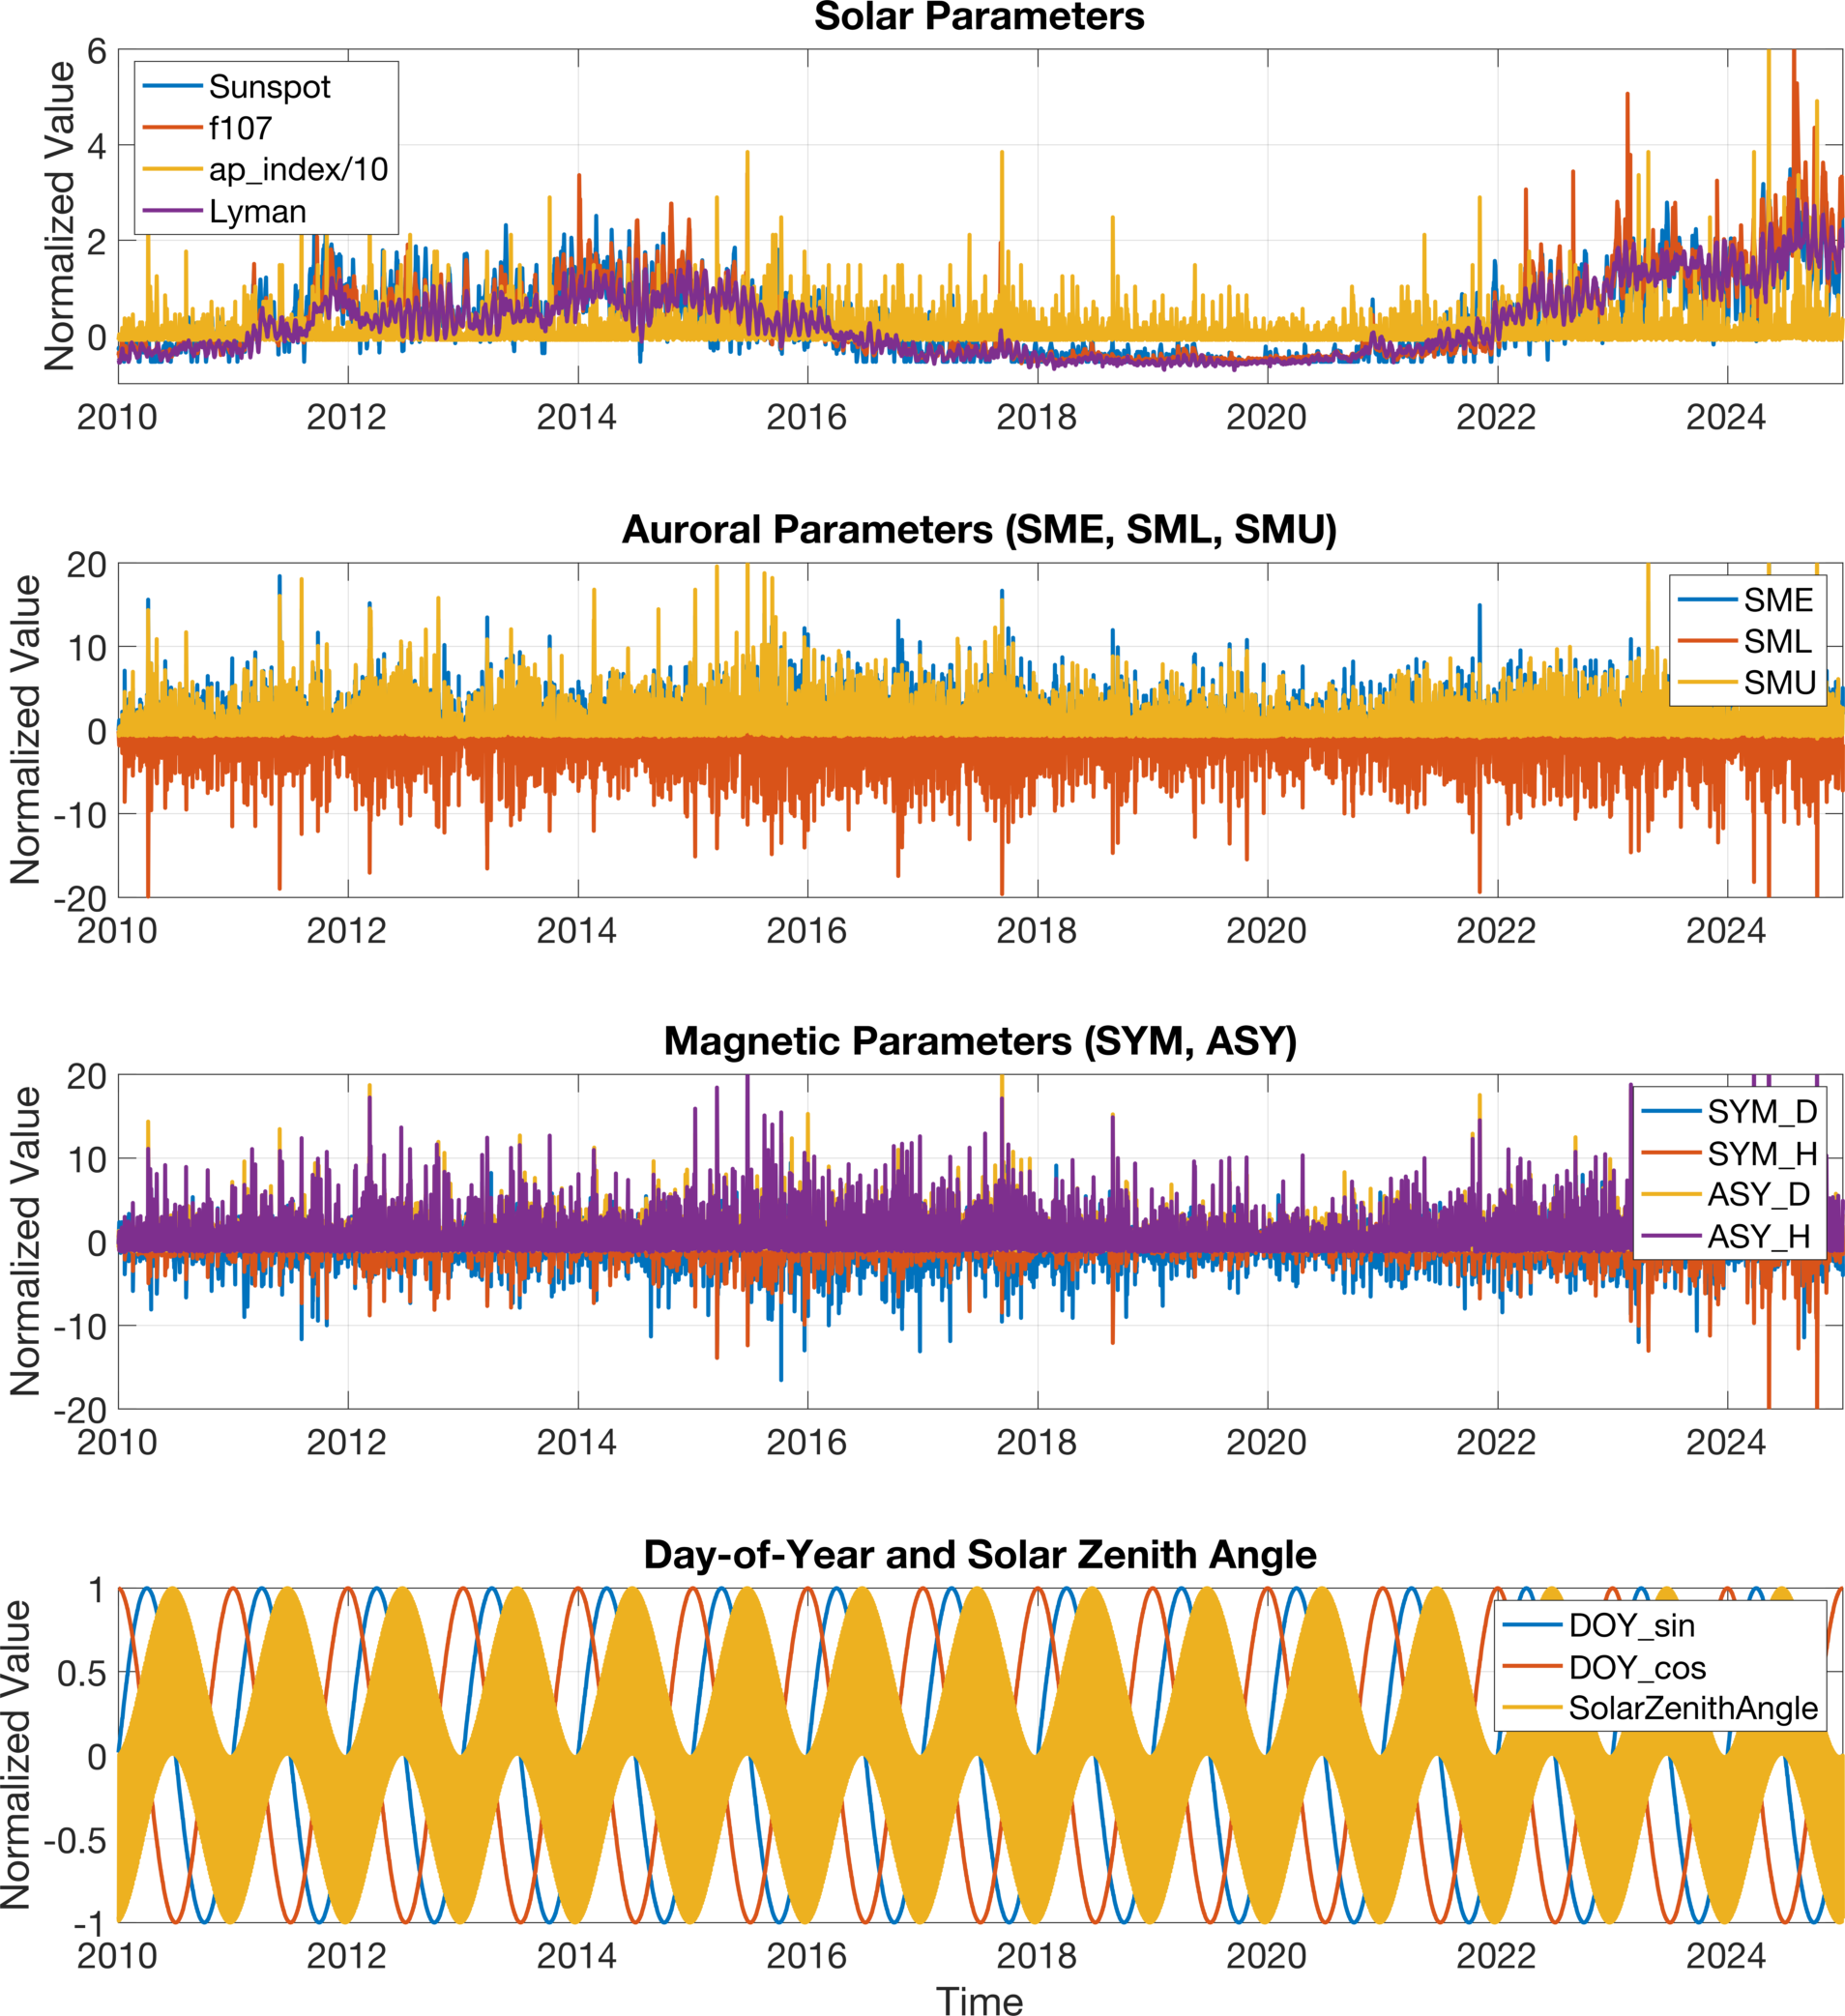 Solar Parameters
Normalized Value
6
4
2
0
Sunspot
f107
ap_index/10
Lyman
2010 2012 2014 2016 2018 2020 2022 2024
Auroral Parameters (SME, SML, SMU)
Normalized Value
20
10
0
-10
-20
SME
SML
SMU
2010 2012 2014 2016 2018 2020 2022 2024
Magnetic Parameters (SYM, ASY)
Normalized Value
20
10
0
-10
-20
SYM_D
SYM_H
ASY_D
ASY_H
2010 2012 2014 2016 2018 2020 2022 2024
Day-of-Year and Solar Zenith Angle
Normalized Value
1
0.5
0
-0.5
-1
DOY_sin
DOY_cos
SolarZenithAngle
2010 2012 2014 2016 2018 2020 2022 2024
Time